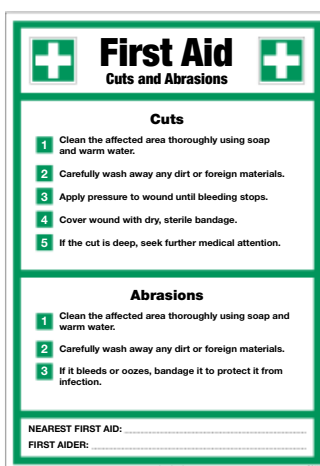 First Aid
Cuts and Abrasions
Cuts
1 Clean the affected area thoroughly using soap
and warm water.
2 Carefully wash away any dirt or foreign materials.
3 Apply pressure to wound until bleeding stops.
4 Cover wound with dry, sterile bandage.
5 If the cut is deep, seek further medical attention.
Abrasions
1 Clean the affected area thoroughly using soap and
warm water.
2 Carefully wash away any dirt or foreign materials.
3 If it bleeds or oozes, bandage it to protect it from
infection.
NEAREST FIRST AID:
FIRST AIDER: